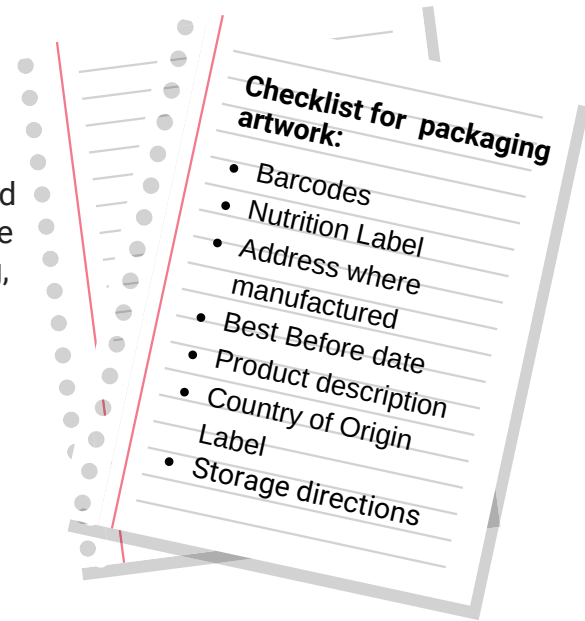 d
e
,
Checklist for packaging
artwork:
• Barcodes
• Nutrition Label
• Address where
manufactured
• Best Before date
• Product description
• Country of Origin
Label
• Storage directions